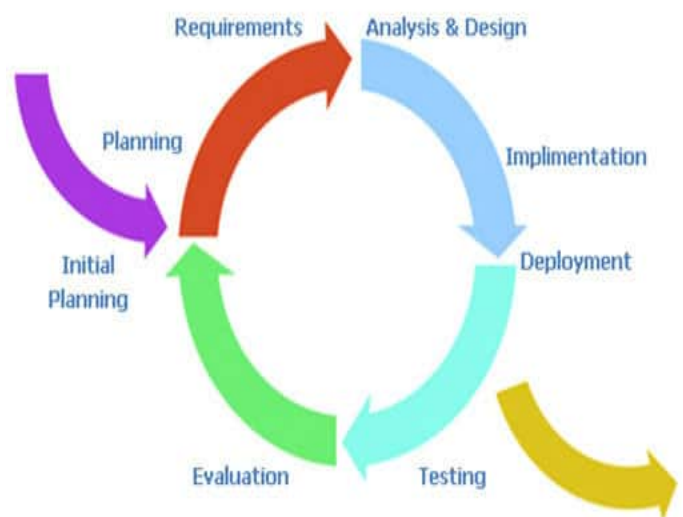 Requirements
Analysis & Design
Planning
Implimentation
Initial
Planning
Deployment
Evaluation
Testing